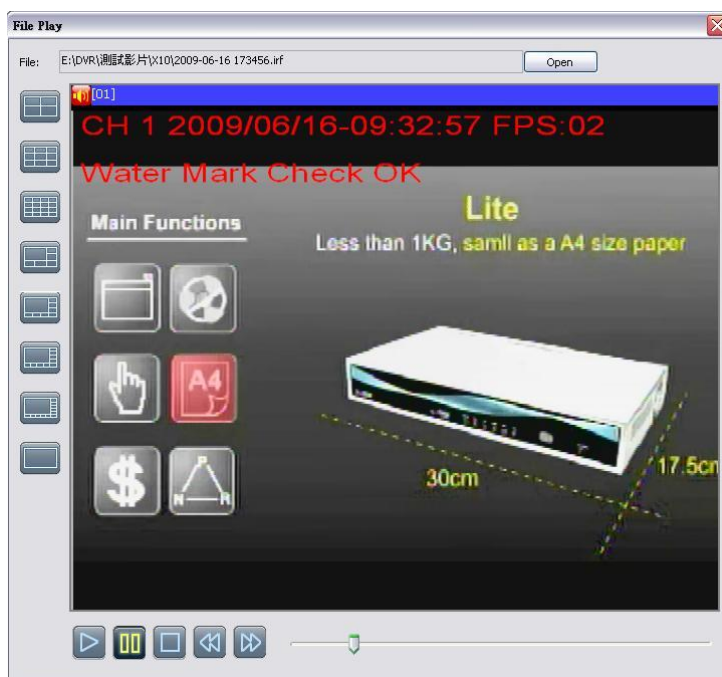 File Play
File: E:\DVR\測試影片\X10\2009-06-16 173456.irf Open
[01]
CH 1 2009/06/16-09:32:57 FPS:02
Water Mark Check OK
Lite
Main Functions
Less than 1KG, samll as a A4 size paper
A4
$
P
N R
30cm
17.5cm